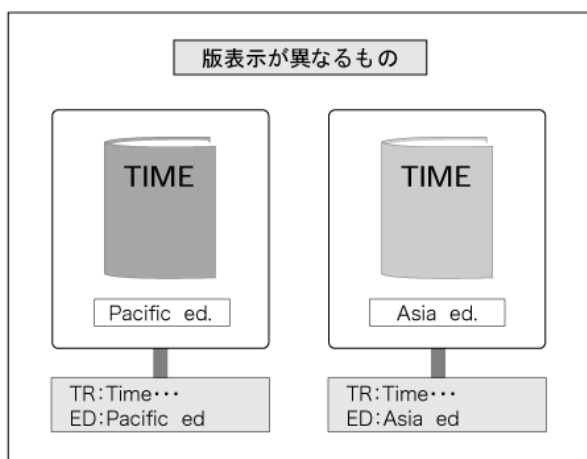 版表示が異なるもの
TIME
Pacific ed.
TR:Time・・・
ED:Pacific ed
TIME
Asia ed.
TR:Time・・・
ED:Asia ed